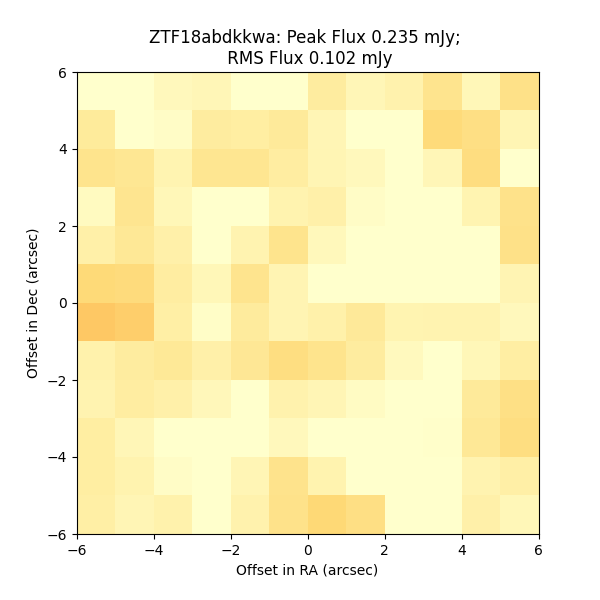 ZTF18abdkkwa: Peak Flux 0.235 mJy;
RMS Flux 0.102 mJy
6
4
2
0
−2
−4
−6
Offset in Dec (arcsec)
−6 −4 −2 0 2 4 6
Offset in RA (arcsec)